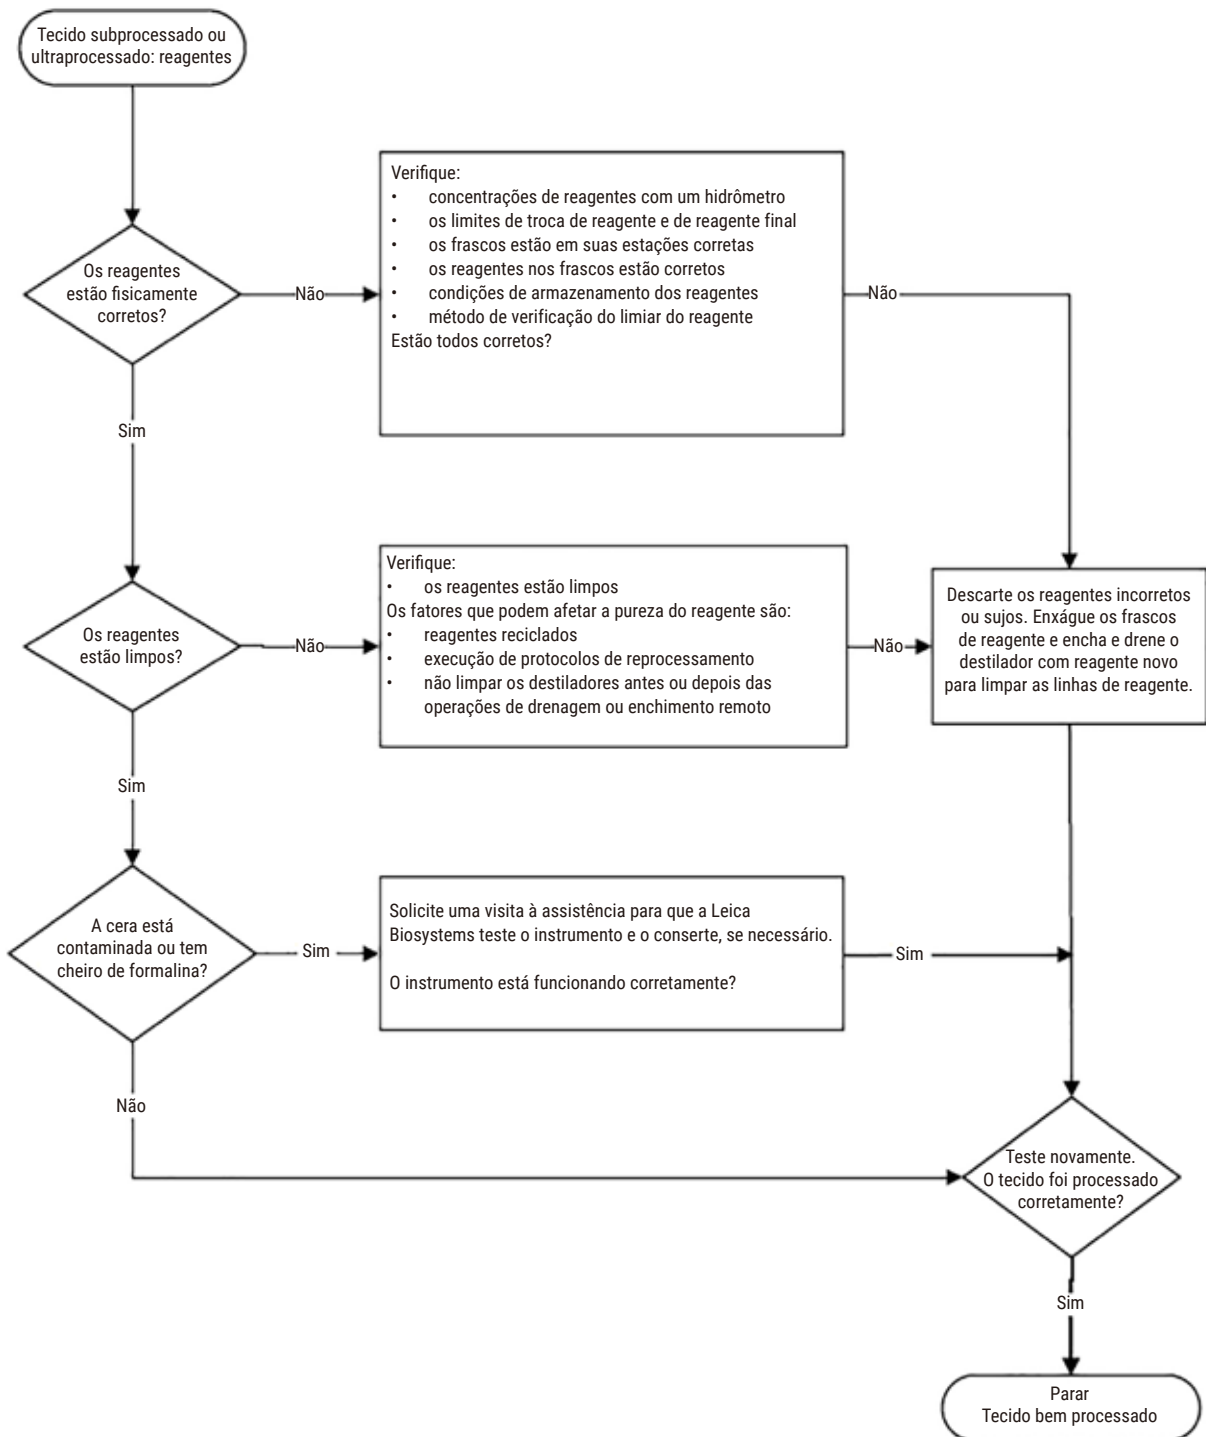 Tecido subprocessado ou
ultraprocessado: reagentes
Verifique:
• concentrações de reagentes com um hidrômetro
• os limites de troca de reagente e de reagente final
• os frascos estão em suas estações corretas
• os reagentes nos frascos estão corretos
• condições de armazenamento dos reagentes
• método de verificação do limiar do reagente
Estão todos corretos?
Os reagentes
estão fisicamente
corretos?
Não
Não
Sim
Verifique:
• os reagentes estão limpos
Os fatores que podem afetar a pureza do reagente são:
• reagentes reciclados
• execução de protocolos de reprocessamento
• não limpar os destiladores antes ou depois das
operações de drenagem ou enchimento remoto
Os reagentes
estão limpos?
Não
Não
Descarte os reagentes incorretos
ou sujos. Enxágue os frascos
de reagente e encha e drene o
destilador com reagente novo
para limpar as linhas de reagente.
Sim
A cera está
contaminada ou tem
cheiro de formalina?
Sim
Solicite uma visita à assistência para que a Leica
Biosystems teste o instrumento e o conserte, se necessário.
O instrumento está funcionando corretamente?
Sim
Não
Teste novamente.
O tecido foi processado
corretamente?
Sim
Parar
Tecido bem processado